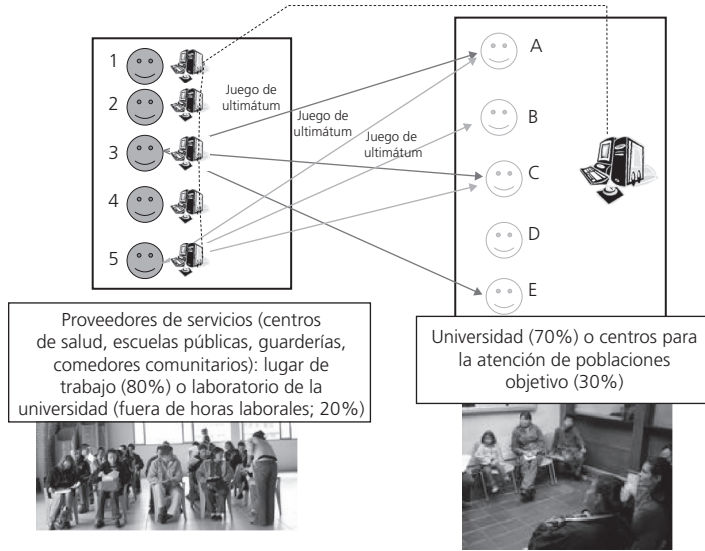 1
2
3
4
5
Juego de
ultimátum
Juego de
ultimátum
Juego de
ultimátum
A
B
C
D
E
Proveedores de servicios (centros
de salud, escuelas públicas, guarderías,
comedores comunitarios): lugar de
trabajo (80%) o laboratorio de la
universidad (fuera de horas laborales; 20%)
Universidad (70%) o centros para
la atención de poblaciones
objetivo (30%)